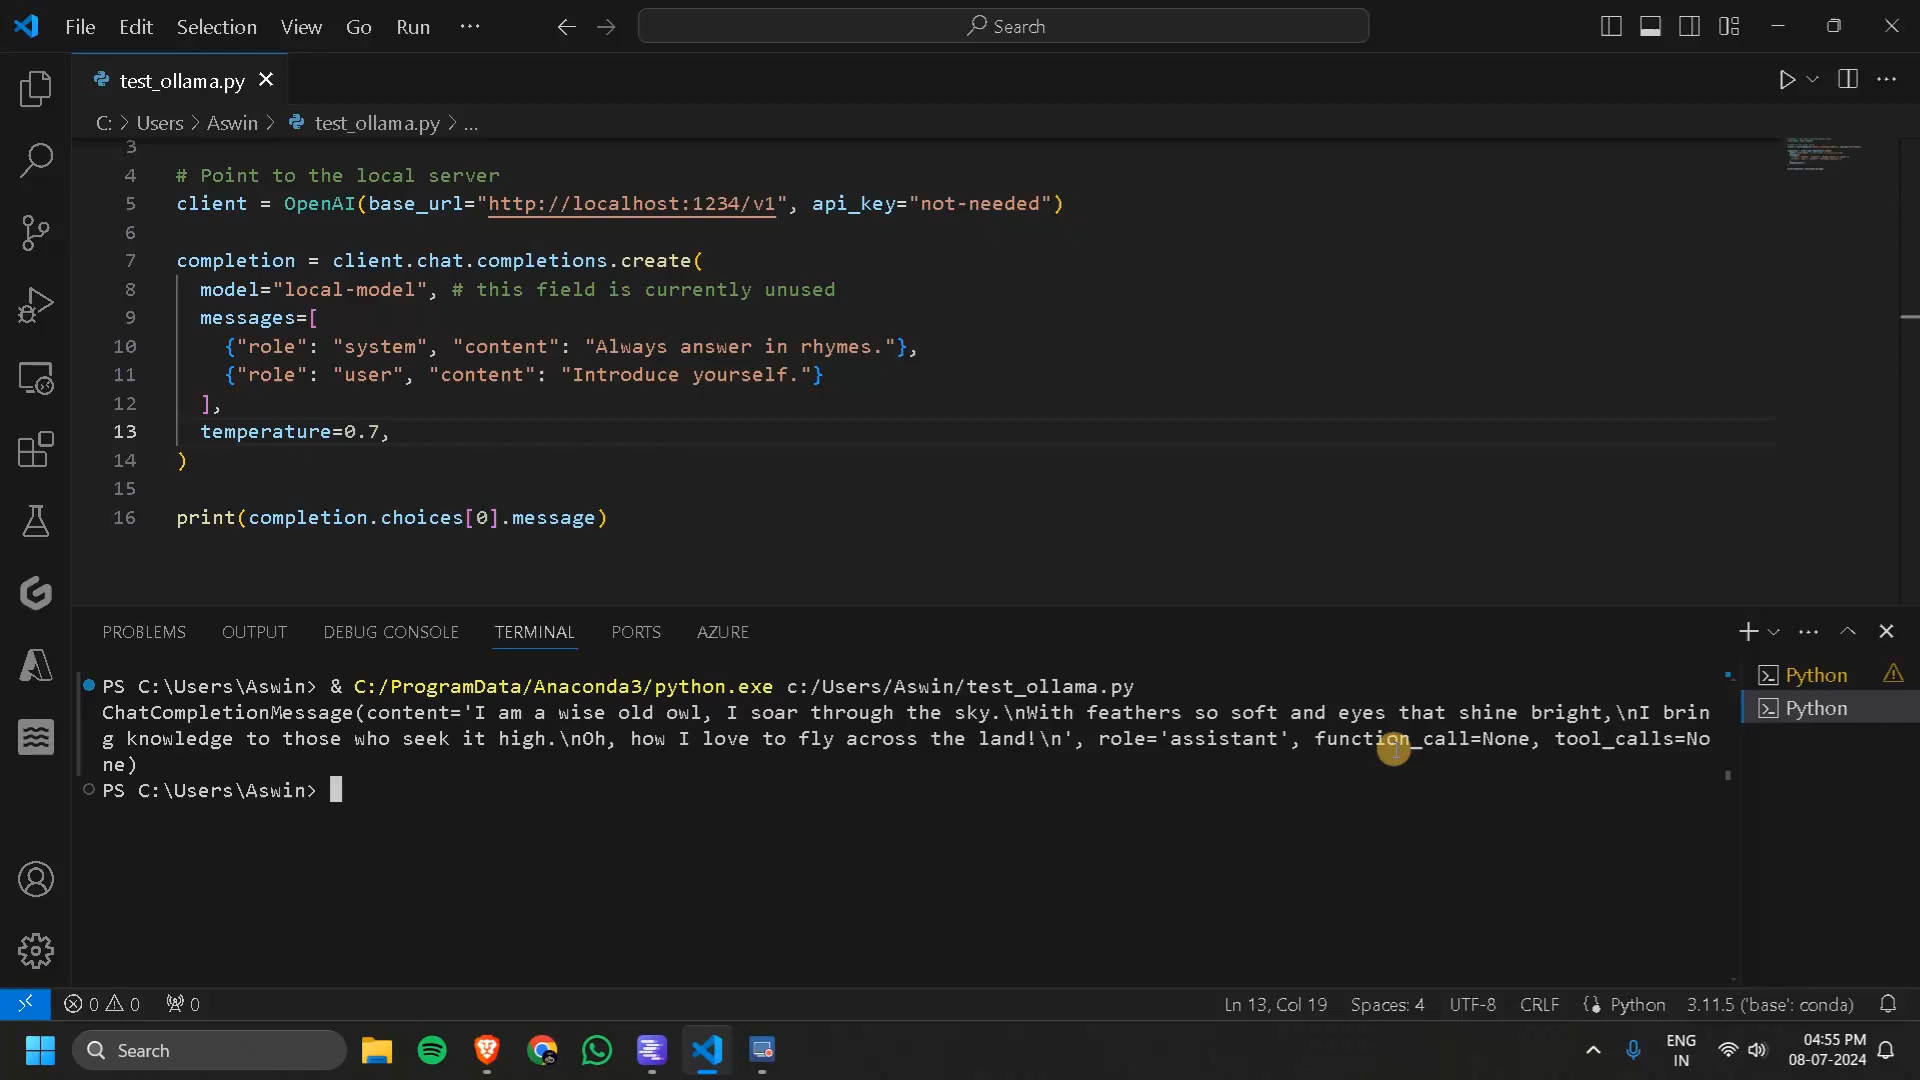 File Edit Selection View Go Run ··· Search
test_ollama.py
C: > Users > Aswin > test_ollama.py > ...
3
4 # Point to the local server
5 client = OpenAI(base_url="http://localhost:1234/v1", api_key="not-needed")
6
7 completion = client.chat.completions.create(
8 model="local-model", # this field is currently unused
9 messages=[
10 {"role": "system", "content": "Always answer in rhymes."},
11 {"role": "user", "content": "Introduce yourself."}
12 ],
13 temperature=0.7,
14 )
15
16 print(completion.choices[0].message)
PROBLEMS OUTPUT DEBUG CONSOLE TERMINAL PORTS AZURE
PS C:\Users\Aswin> & C:/ProgramData/Anaconda3/python.exe c:/Users/Aswin/test_ollama.py
ChatCompletionMessage(content='I am a wise old owl, I soar through the sky.\nWith feathers so soft and eyes that shine bright,\nI brin
g knowledge to those who seek it high.\nOh, how I love to fly across the land!\n', role='assistant', function_call=None, tool_calls=No
ne)
PS C:\Users\Aswin>
Python
Python
0 0 0 Ln 13, Col 19 Spaces: 4 UTF-8 CRLF Python 3.11.5 ('base': conda)
Search
ENG
IN
04:55 PM
08-07-2024